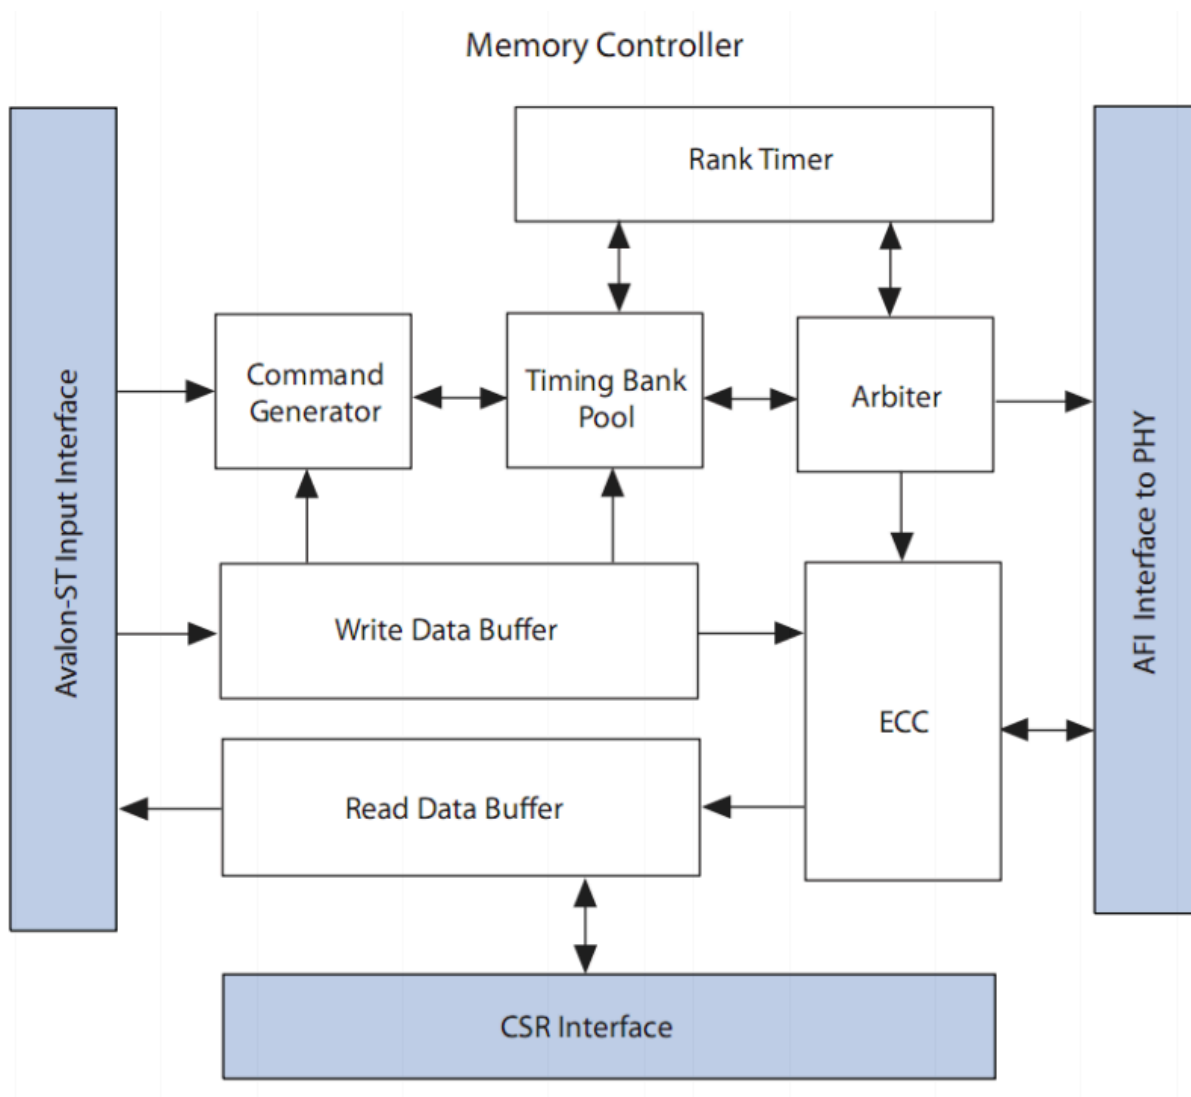 Memory Controller
Rank Timer
Command
Generator
Timing Bank
Pool
Arbiter
Avalon-ST Input Interface
AFI Interface to PHY
Write Data Buffer
ECC
Read Data Buffer
CSR Interface